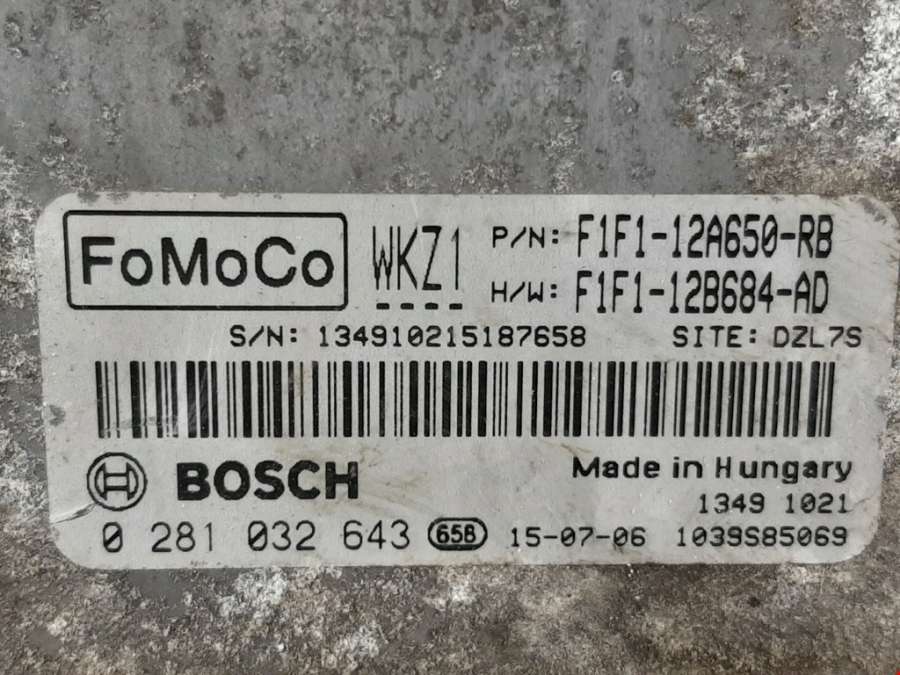 FoMoCo WKZ1 P/N: F1F1-12A650-RB
H/W: F1F1-12B684-AD
S/N: 134910215187658 SITE: DZL7S
BOSCH Made in Hungary
1349 1021
0 281 032 643 658 15-07-06 1039S85069